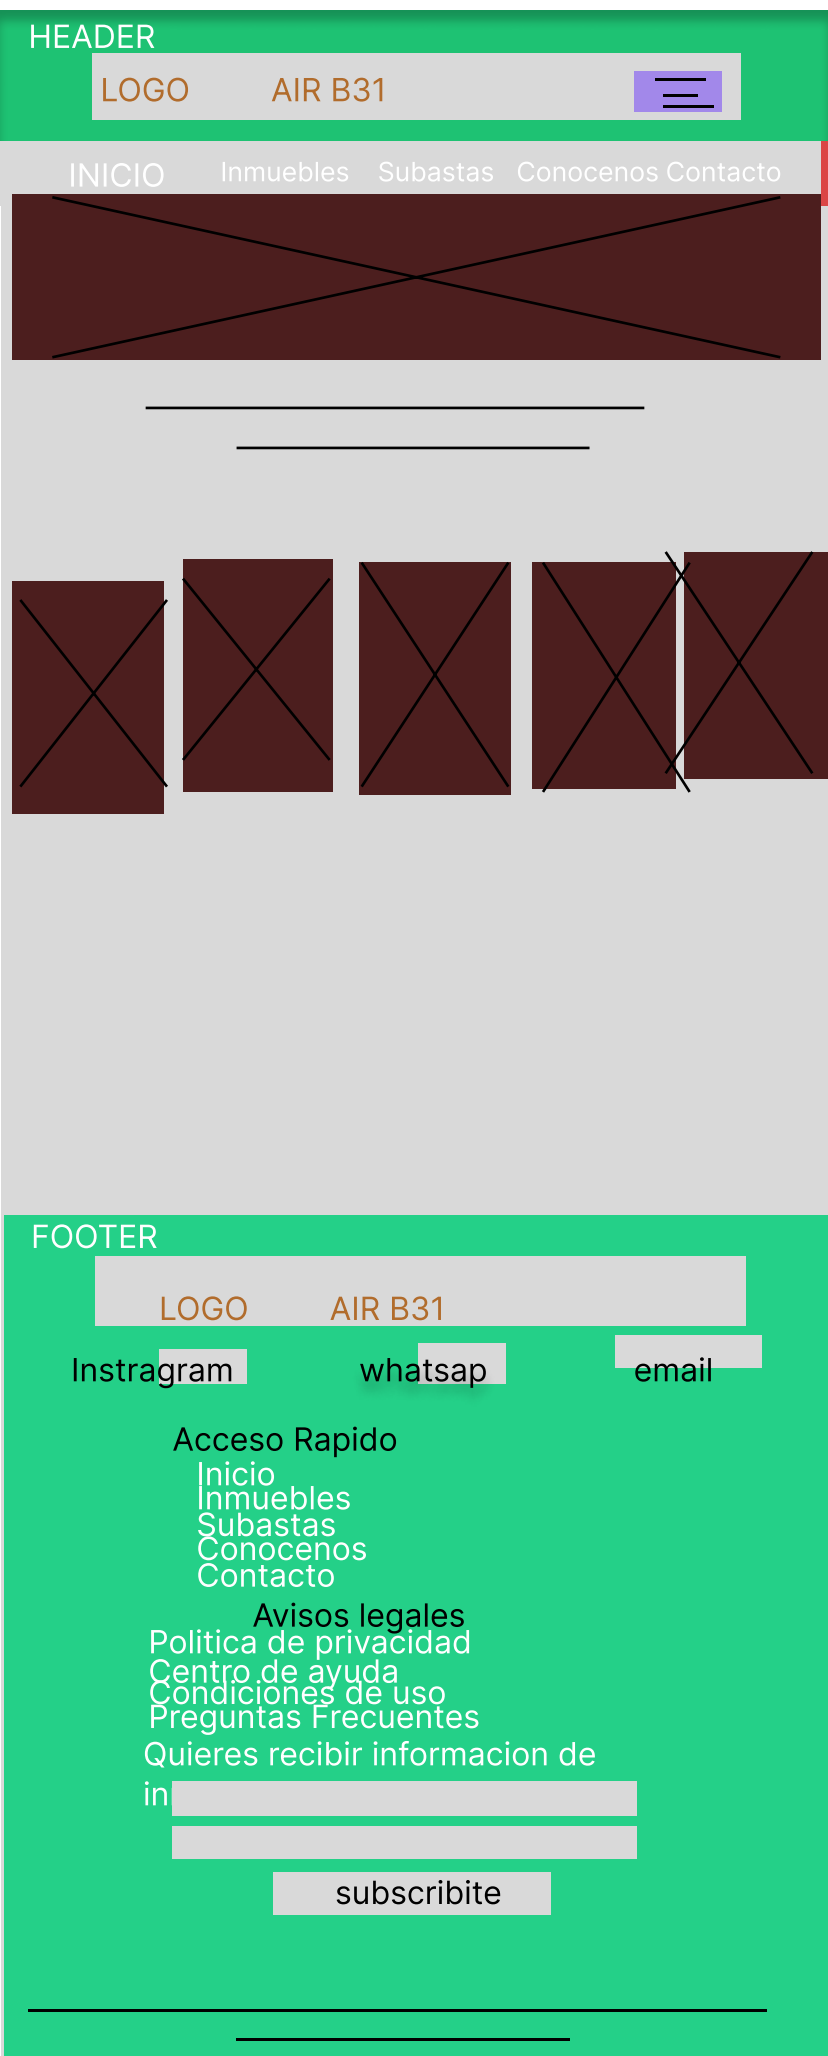 HEADER
LOGO AIR B31
INICIO Inmuebles Subastas Conocenos Contacto
FOOTER
LOGO AIR B31
Instragram whatsap email
Acceso Rapido
Inicio
Inmuebles
Subastas
Conocenos
Contacto
Avisos legales
Politica de privacidad
Centro de ayuda
Condiciones de uso
Preguntas Frecuentes
Quieres recibir informacion de
subscribite